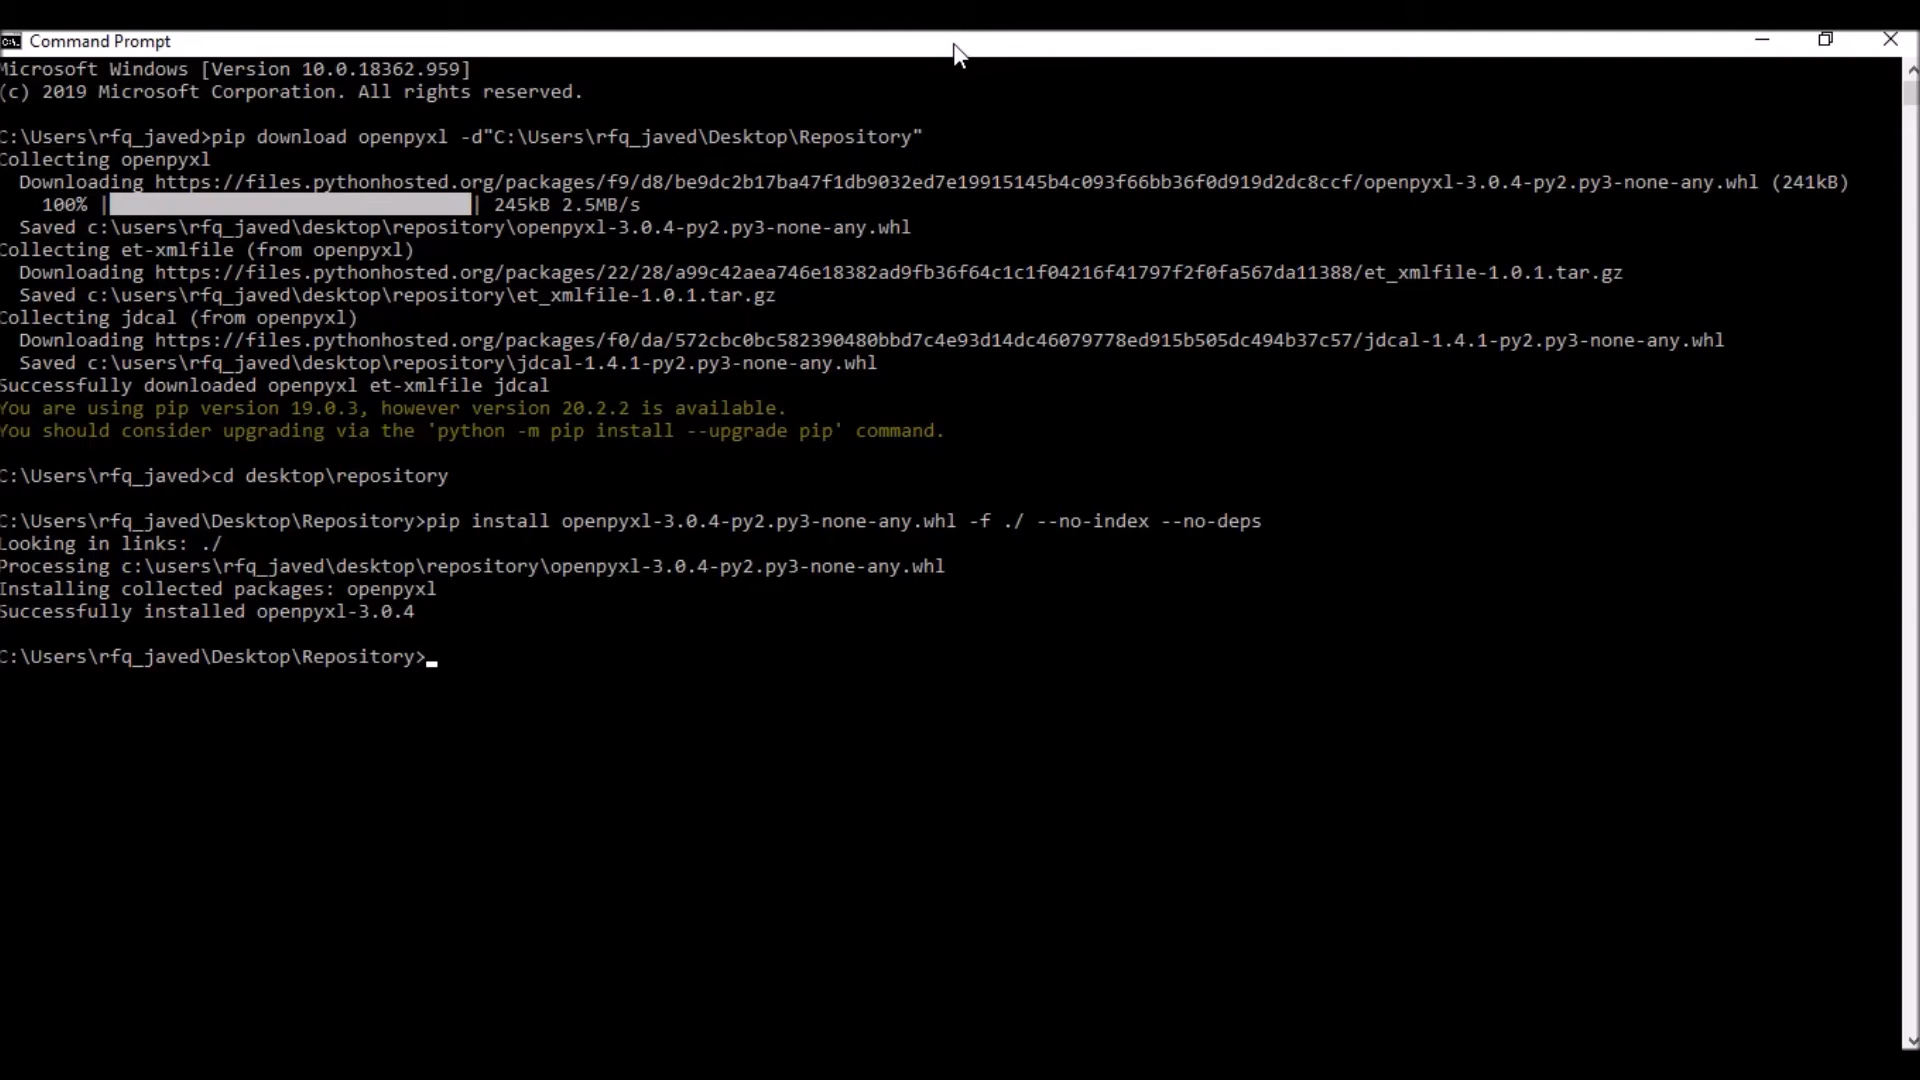 Command Prompt
Microsoft Windows [Version 10.0.18362.959]
(c) 2019 Microsoft Corporation. All rights reserved.
C:\Users\rfq_javed>pip download openpyxl -d"C:\Users\rfq_javed\Desktop\Repository"
Collecting openpyxl
Downloading https://files.pythonhosted.org/packages/f9/d8/be9dc2b17ba47f1db9032ed7e19915145b4c093f66bb36f0d919d2dc8ccf/openpyxl-3.0.4-py2.py3-none-any.whl (241kB)
100% | | 245kB 2.5MB/s
Saved c:\users\rfq_javed\desktop\repository\openpyxl-3.0.4-py2.py3-none-any.whl
Collecting et-xmlfile (from openpyxl)
Downloading https://files.pythonhosted.org/packages/22/28/a99c42aea746e18382ad9fb36f64c1c1f04216f41797f2f0fa567da11388/et_xmlfile-1.0.1.tar.gz
Saved c:\users\rfq_javed\desktop\repository\et_xmlfile-1.0.1.tar.gz
Collecting jdcal (from openpyxl)
Downloading https://files.pythonhosted.org/packages/f0/da/572cbc0bc582390480bbd7c4e93d14dc46079778ed915b505dc494b37c57/jdcal-1.4.1-py2.py3-none-any.whl
Saved c:\users\rfq_javed\desktop\repository\jdcal-1.4.1-py2.py3-none-any.whl
Successfully downloaded openpyxl et-xmlfile jdcal
You are using pip version 19.0.3, however version 20.2.2 is available.
You should consider upgrading via the 'python -m pip install --upgrade pip' command.
C:\Users\rfq_javed>cd desktop\repository
C:\Users\rfq_javed\Desktop\Repository>pip install openpyxl-3.0.4-py2.py3-none-any.whl -f ./ --no-index --no-deps
Looking in links: ./
Processing c:\users\rfq_javed\desktop\repository\openpyxl-3.0.4-py2.py3-none-any.whl
Installing collected packages: openpyxl
Successfully installed openpyxl-3.0.4
C:\Users\rfq_javed\Desktop\Repository>